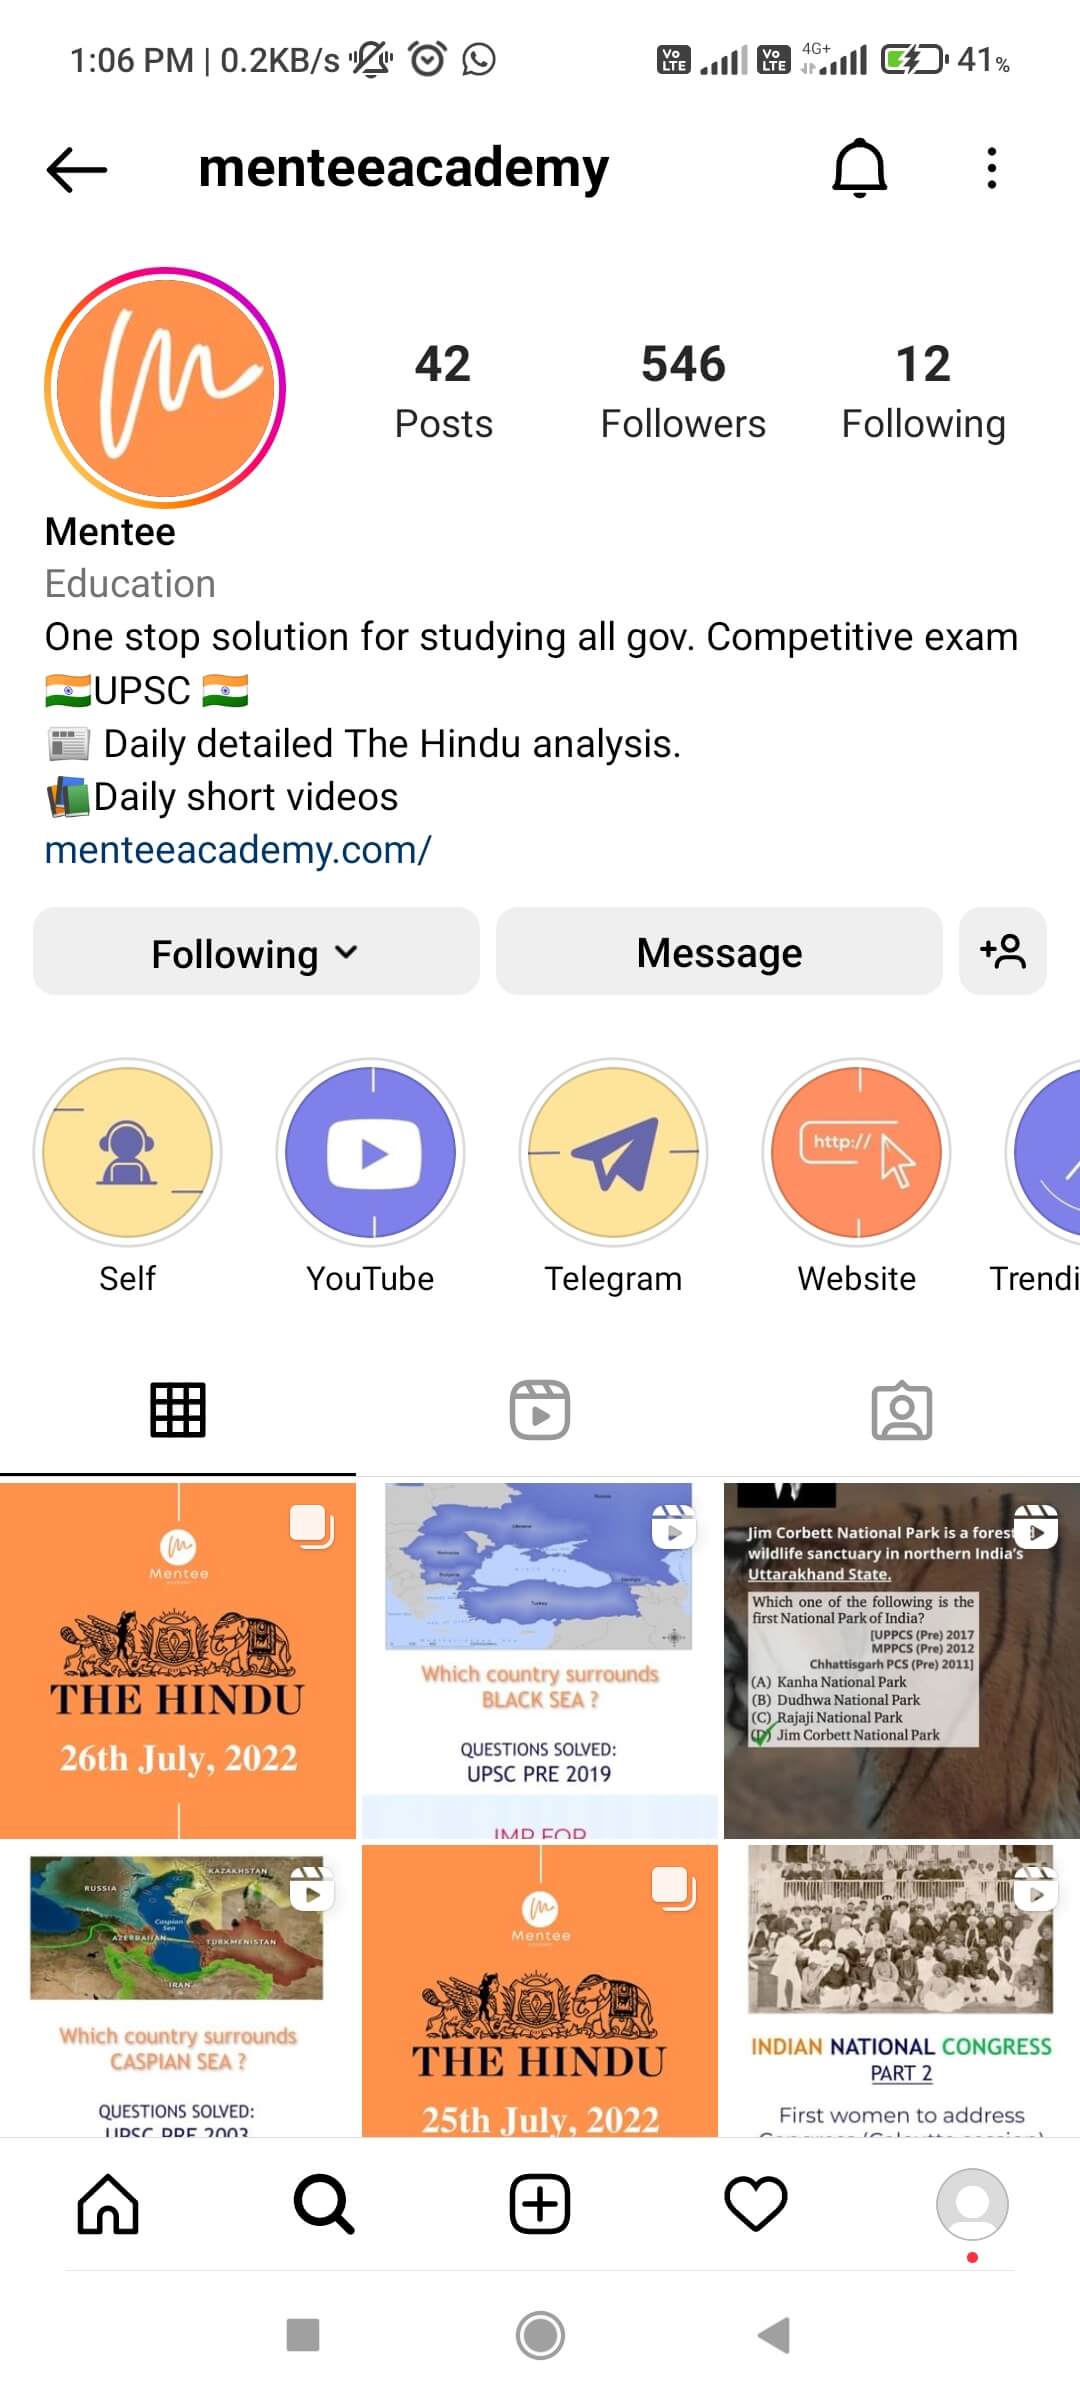 1:06 PM | 0.2KB/s
Vo LTE
Vo LTE
4G+
41%
menteeacademy
42
Posts
546
Followers
12
Following
Mentee
Education
One stop solution for studying all gov. Competitive exam
🇮🇳UPSC 🇮🇳
📰 Daily detailed The Hindu analysis.
📚Daily short videos
menteeacademy.com/
Following
Message
Self
YouTube
http://
Telegram
Website
Trendi
Mentee
THE HINDU
26th July, 2022
Which country surrounds
BLACK SEA ?
QUESTIONS SOLVED:
UPSC PRE 2019
IMP FOR
Jim Corbett National Park is a forest
wildlife sanctuary in northern India's
Uttarakhand State.
Which one of the following is the
first National Park of India?
[UPPCS (Pre) 2017
MPPCS (Pre) 2012
Chhattisgarh PCS (Pre) 2011]
(A) Kanha National Park
(B) Dudhwa National Park
(C) Rajaji National Park
(D) Jim Corbett National Park
KAZAKHSTAN
RUSSIA
Caspian
Sea
AZERBAIJAN
TURKMENISTAN
IRAN
Which country surrounds
CASPIAN SEA ?
QUESTIONS SOLVED:
UPSC PRE 2003
Mentee
THE HINDU
25th July, 2022
INDIAN NATIONAL CONGRESS
PART 2
First women to address